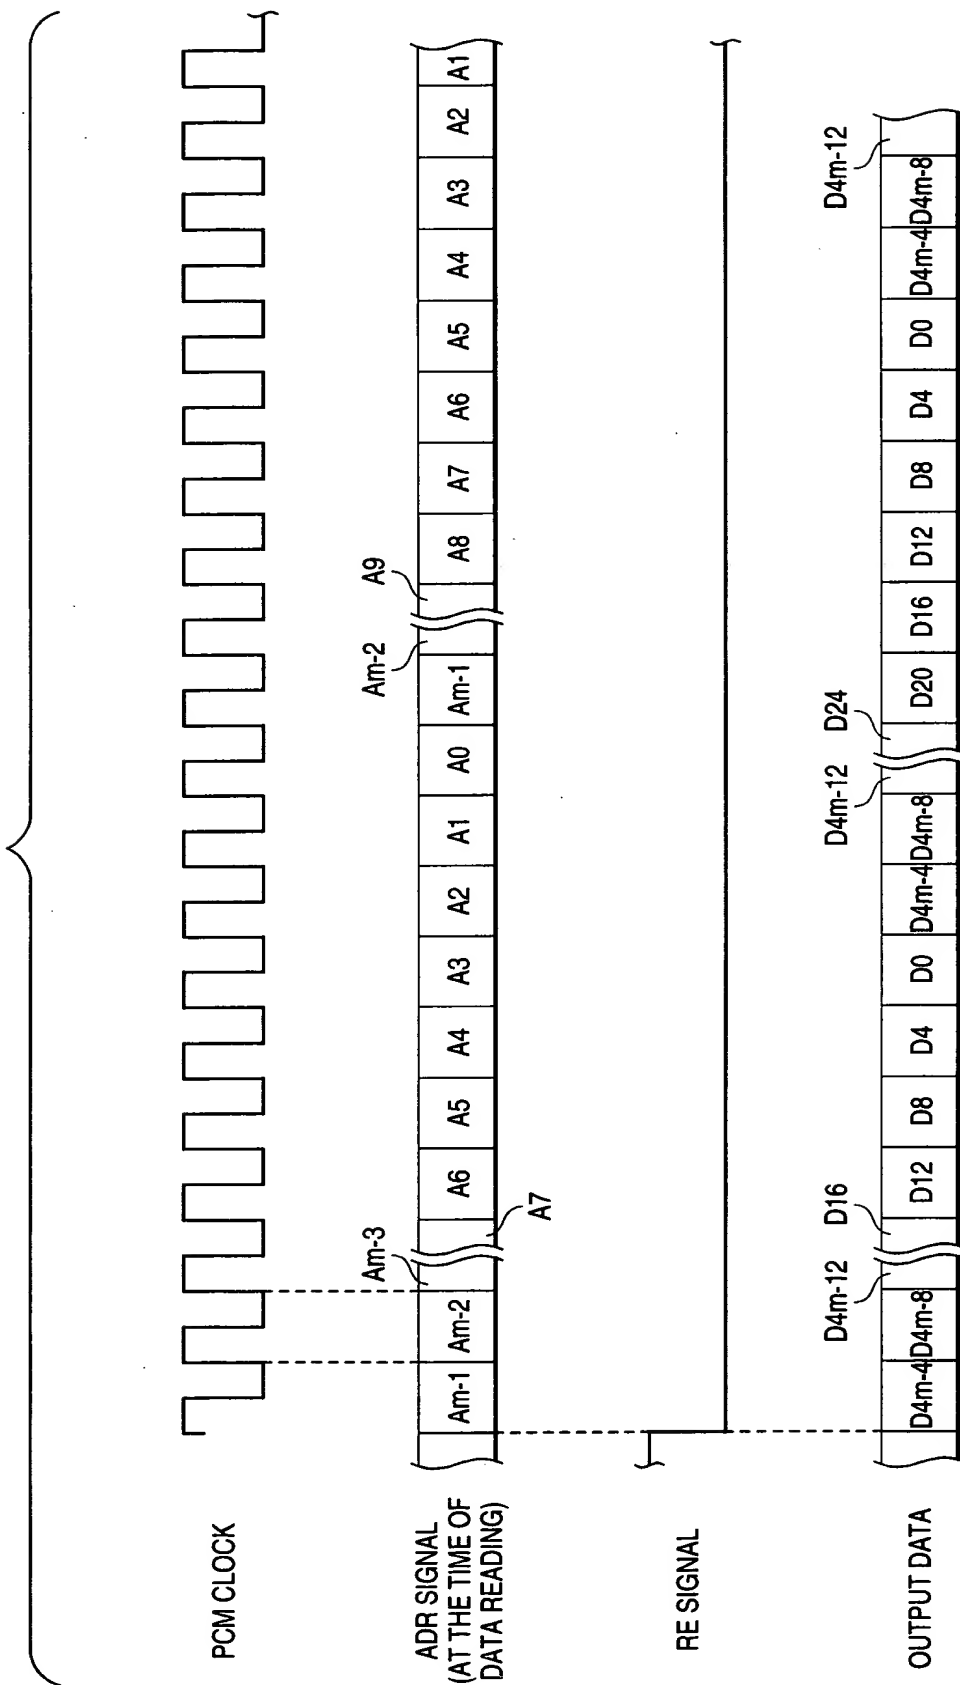 PCM CLOCK
ADR SIGNAL
(AT THE TIME OF
DATA READING)
Am-1
Am-2
Am-3
A7
A6
A5
A4
A3
A2
A1
A0
Am-1
Am-2
A9
A8
A7
A6
A5
A4
A3
A2
A1
RE SIGNAL
OUTPUT DATA
D4m-4
D4m-8
D4m-12
D16
D12
D8
D4
D0
D4m-4
D4m-8
D4m-12
D24
D20
D16
D12
D8
D4
D0
D4m-4
D4m-8
D4m-12